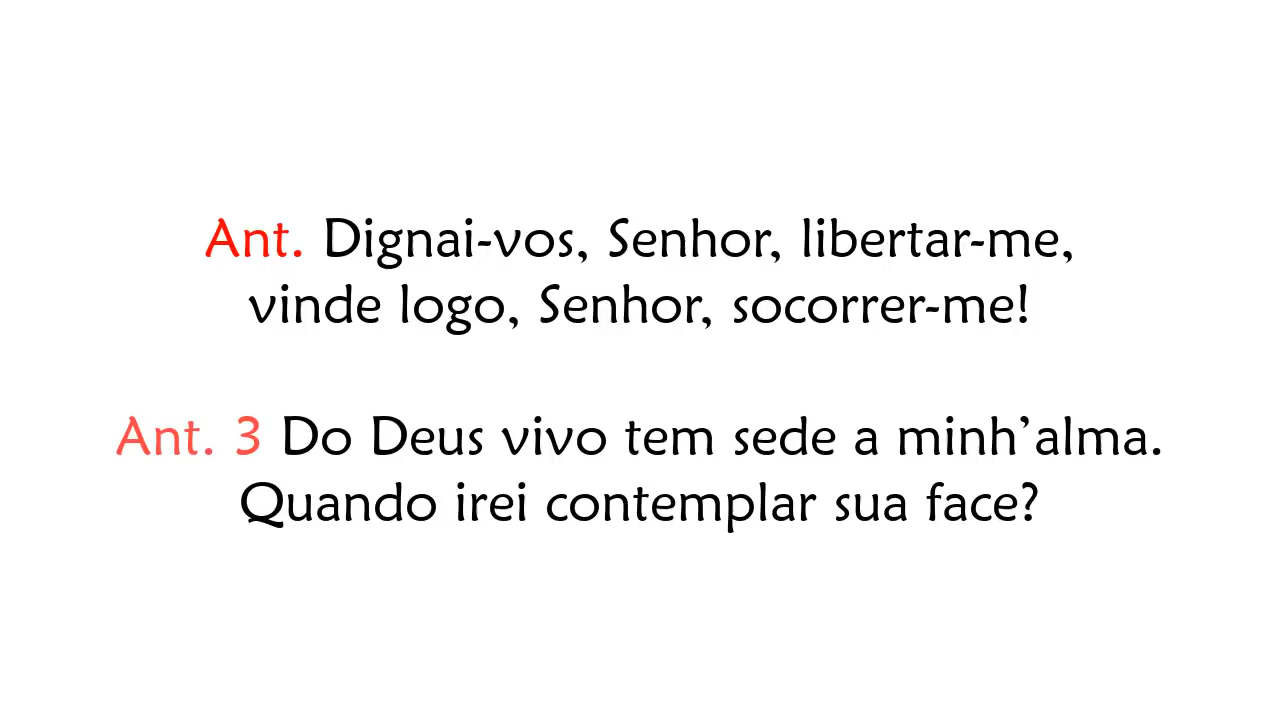 Ant. Dignai-vos, Senhor, libertar-me,
vinde logo, Senhor, socorrer-me!
Ant. 3 Do Deus vivo tem sede a minh’alma.
Quando irei contemplar sua face?